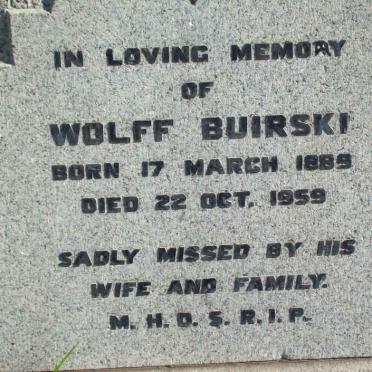 IN LOVING MEMORY
OF
WOLFF BUIRSKI
BORN 17 MARCH 1889
DIED 22 OCT. 1959
SADLY MISSED BY HIS
WIFE AND FAMILY.
M. H. D. S. R. I. P.